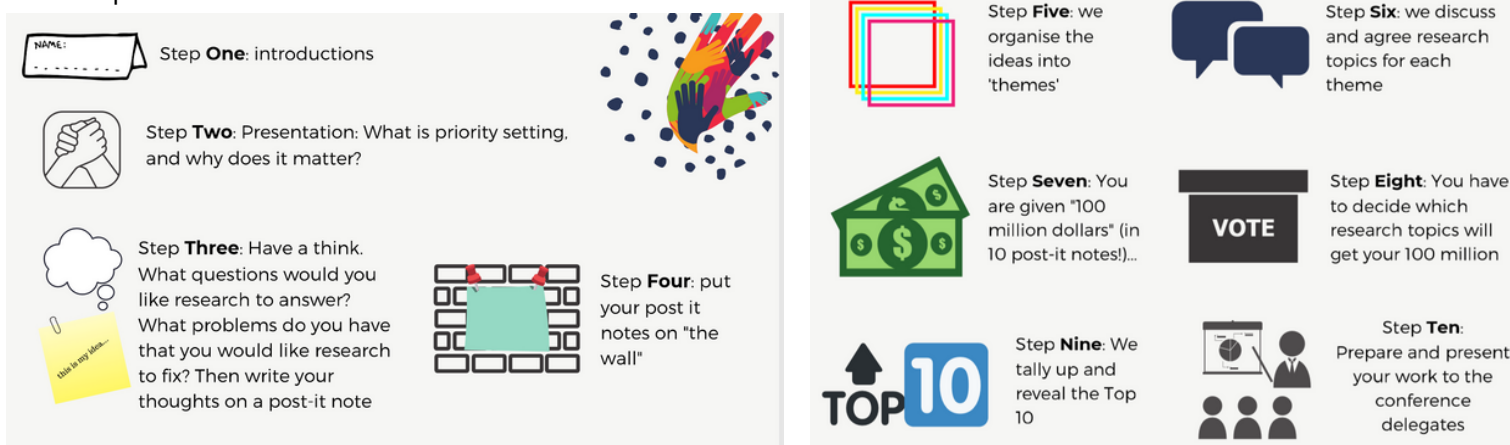 NAME:
Step One: introductions
Step Two: Presentation: What is priority setting,
and why does it matter?
Step Three: Have a think.
What questions would you
like research to answer?
What problems do you have
that you would like research
to fix? Then write your
thoughts on a post-it note
this is my idea...
Step Four: put
your post it
notes on "the
wall"
Step Five: we
organise the
ideas into
'themes'
Step Six: we discuss
and agree research
topics for each
theme
Step Seven: You
are given "100
million dollars" (in
10 post-it notes!)...
VOTE
Step Eight: You have
to decide which
research topics will
get your 100 million
TOP 10
Step Nine: We
tally up and
reveal the Top
10
Step Ten:
Prepare and present
your work to the
conference
delegates